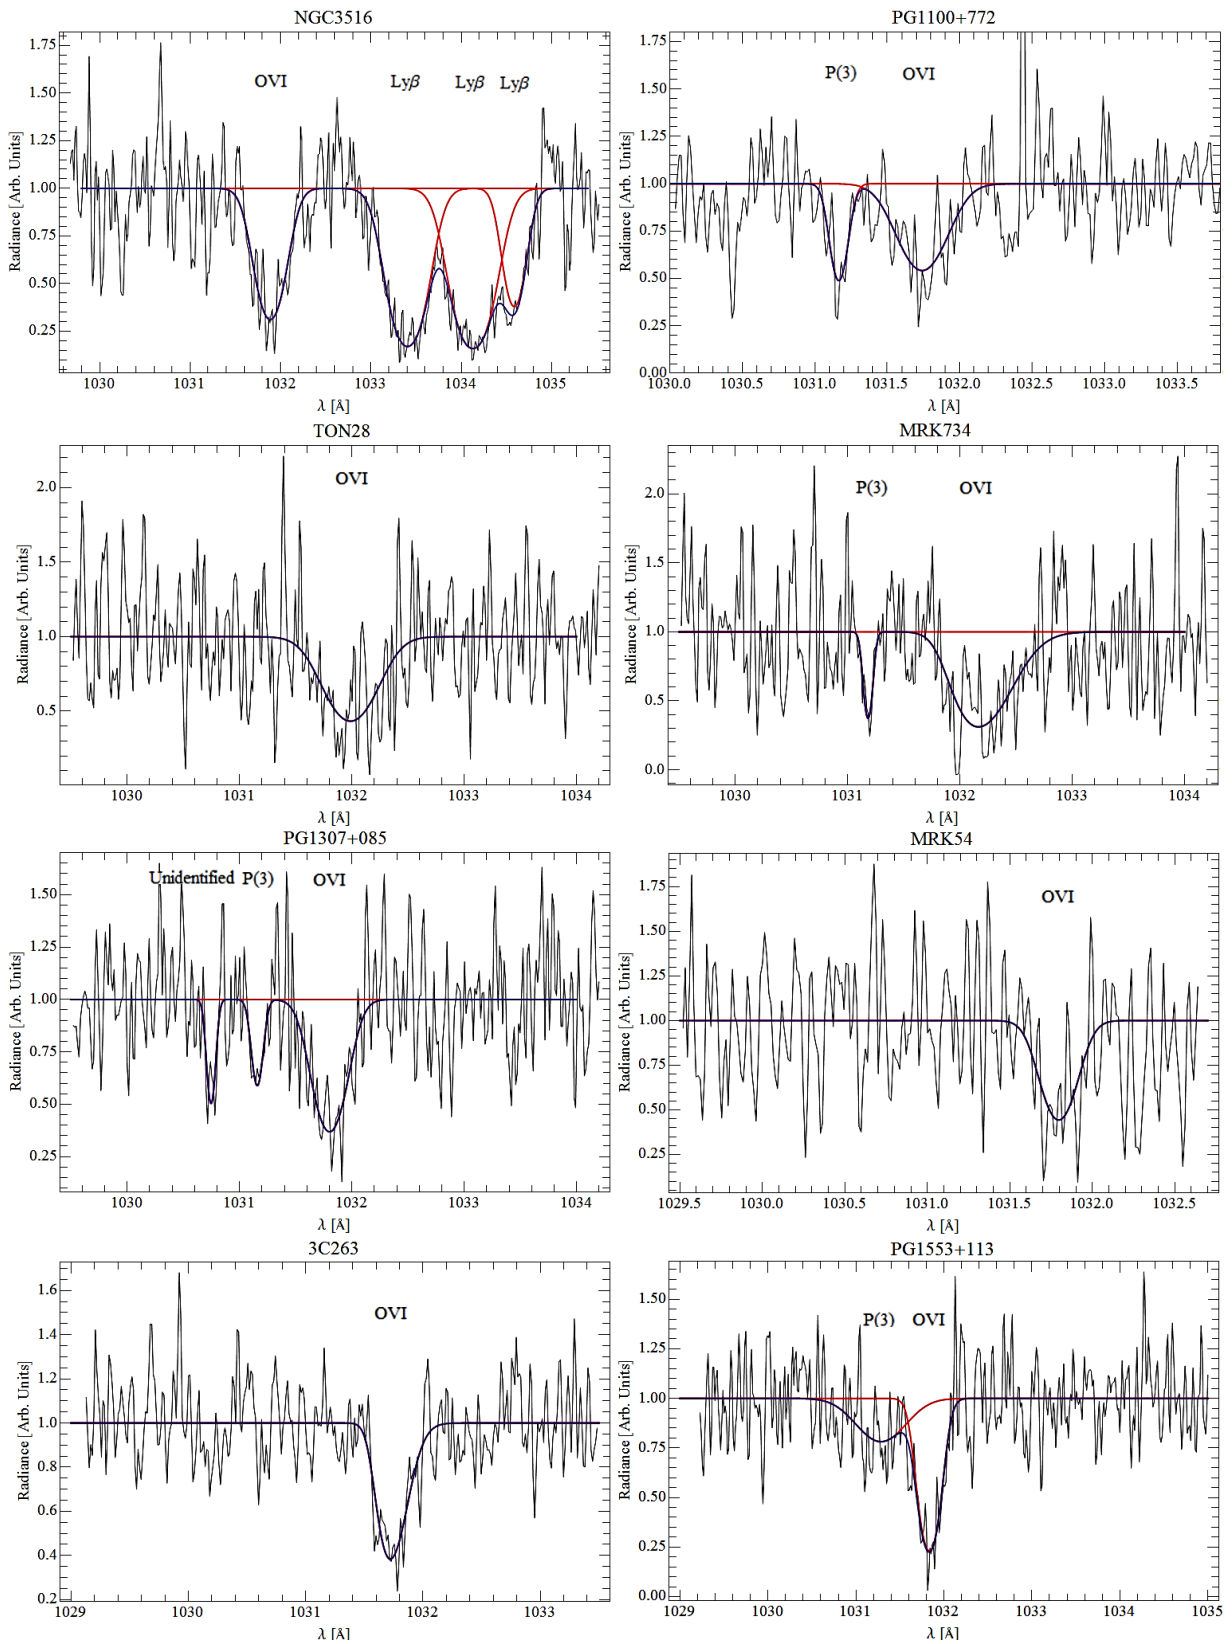 NGC3516
PG1100+772
1.75
1.50
1.25
1.00
0.75
0.50
0.25
Radiance [Arb. Units]
OVI
Lyβ
Lyβ
Lyβ
1030
1031
1032
1033
1034
1035
λ [Å]
1.75
1.50
1.25
1.00
0.75
0.50
0.25
0.00
Radiance [Arb. Units]
P(3)
OVI
1030.0
1030.5
1031.0
1031.5
1032.0
1032.5
1033.0
1033.5
λ [Å]
TON28
MRK734
2.0
1.5
1.0
0.5
Radiance [Arb. Units]
OVI
1030
1031
1032
1033
1034
λ [Å]
2.0
1.5
1.0
0.5
0.0
Radiance [Arb. Units]
P(3)
OVI
1030
1031
1032
1033
1034
λ [Å]
PG1307+085
MRK54
1.50
1.25
1.00
0.75
0.50
0.25
Radiance [Arb. Units]
Unidentified
P(3)
OVI
1030
1031
1032
1033
1034
λ [Å]
1.75
1.50
1.25
1.00
0.75
0.50
0.25
Radiance [Arb. Units]
OVI
1029.5
1030.0
1030.5
1031.0
1031.5
1032.0
1032.5
λ [Å]
3C263
PG1553+113
1.6
1.4
1.2
1.0
0.8
0.6
0.4
0.2
Radiance [Arb. Units]
OVI
1029
1030
1031
1032
1033
λ [Å]
1.50
1.25
1.00
0.75
0.50
0.25
0.00
Radiance [Arb. Units]
P(3)
OVI
1029
1030
1031
1032
1033
1034
1035
λ [Å]